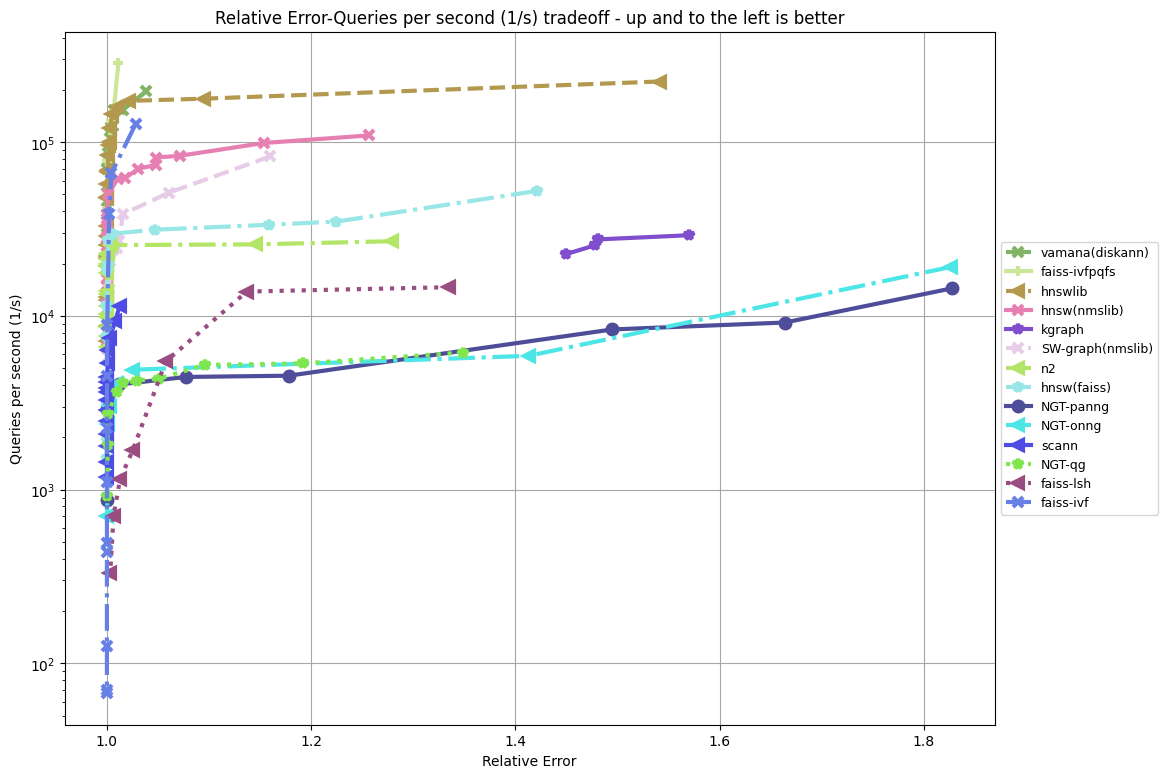 Relative Error-Queries per second (1/s) tradeoff - up and to the left is better
Queries per second (1/s)
10^5
10^4
10^3
10^2
1.0 1.2 1.4 1.6 1.8
Relative Error
vamana(diskann)
faiss-ivfpqfs
hnswlib
hnsw(nmslib)
kgraph
SW-graph(nmslib)
n2
hnsw(faiss)
NGT-panng
NGT-onng
scann
NGT-qg
faiss-lsh
faiss-ivf